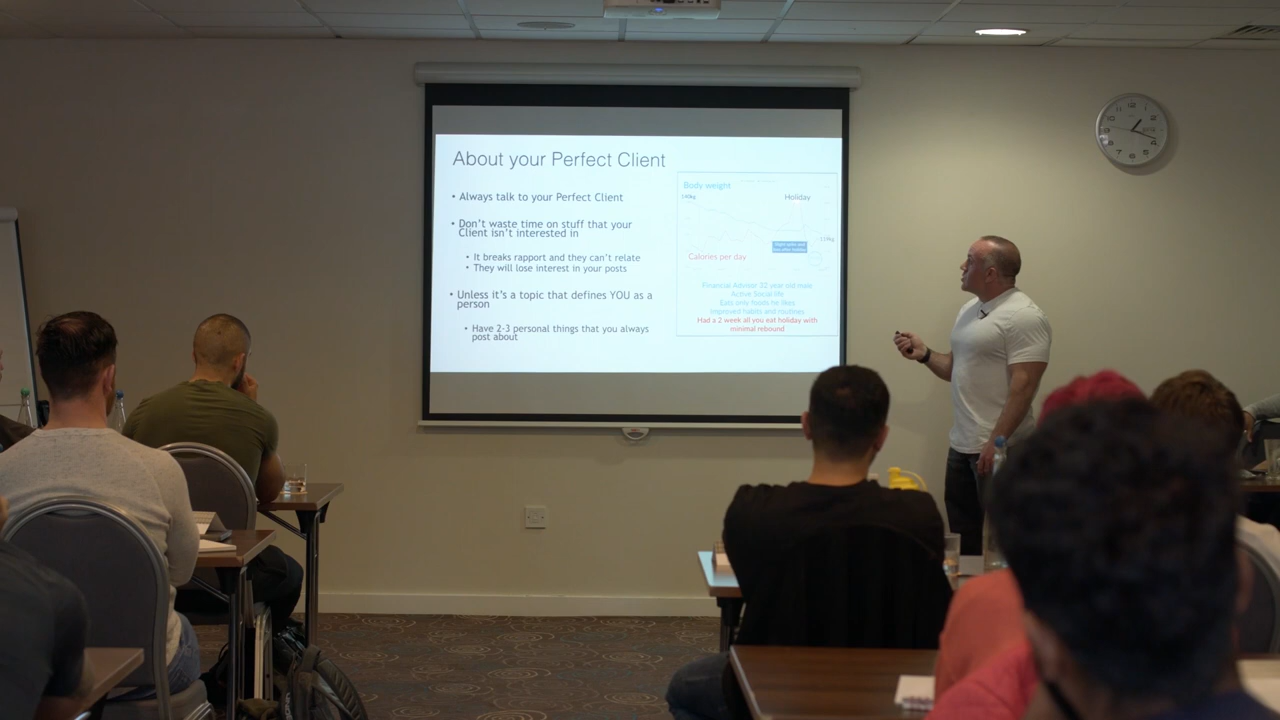 About your Perfect Client
• Always talk to your Perfect Client
• Don't waste time on stuff that your
Client isn't interested in
• It breaks rapport and they can't relate
• They will lose interest in your posts
• Unless it's a topic that defines YOU as a
person
• Have 2-3 personal things that you always
post about
Body weight
140kg
Holiday
Calories per day
Financial Advisor 32 year old male
Active Social life
Eats only foods he likes
Improved habits and routines
Had a 2 week all you eat holiday with
minimal rebound